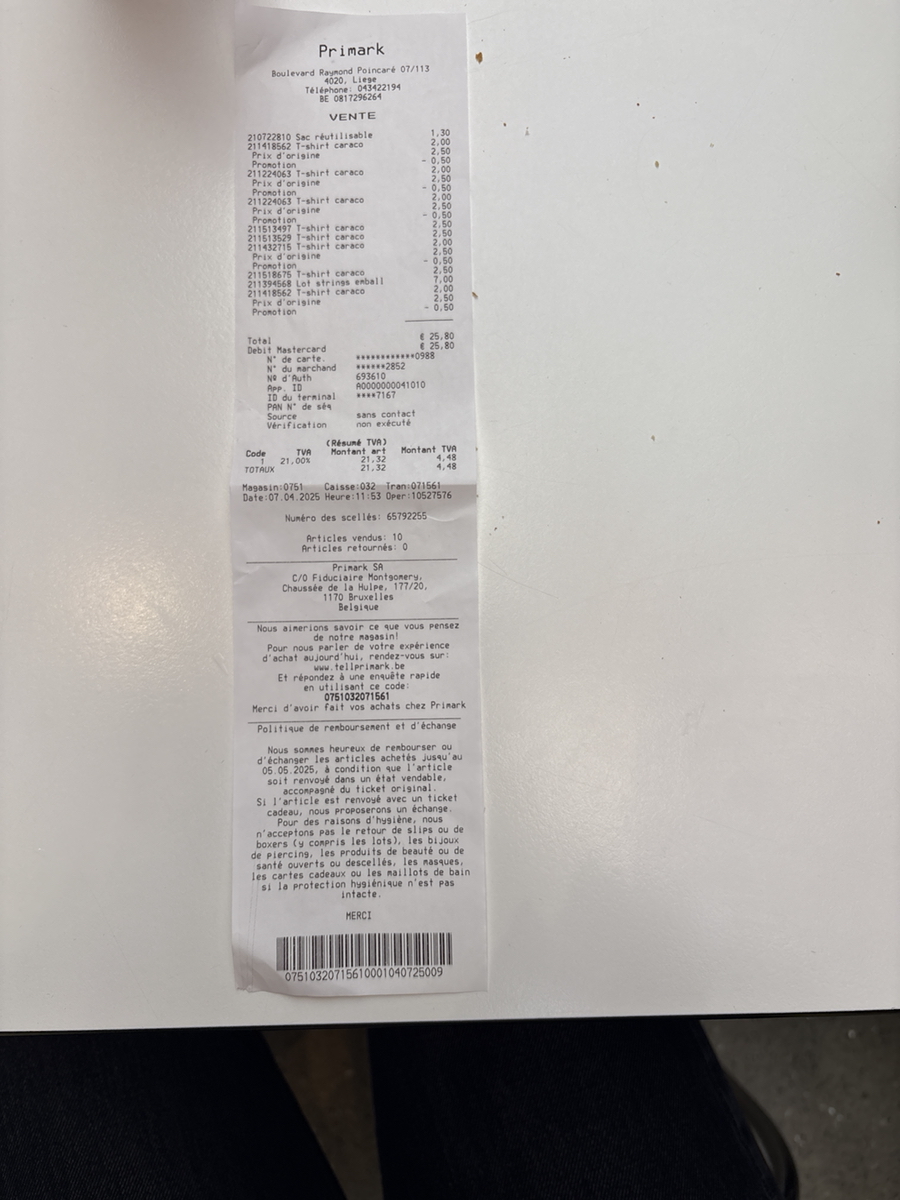 Primark
Boulevard Raymond Poincaré 07/113
4020, Liege
Téléphone: 043422194
BE 0817296264
VENTE
210722810 Sac réutilisable 1,30
211418562 T-shirt caraco 2,00
Prix d'origine 2,50
Promotion - 0,50
211224063 T-shirt caraco 2,00
Prix d'origine 2,50
Promotion - 0,50
211224063 T-shirt caraco 2,00
Prix d'origine 2,50
Promotion - 0,50
211513497 T-shirt caraco 2,50
211513529 T-shirt caraco 2,50
211432715 T-shirt caraco 2,00
Prix d'origine 2,50
Promotion - 0,50
211518675 T-shirt caraco 2,50
211394568 Lot strings emball 7,00
211418562 T-shirt caraco 2,00
Prix d'origine 2,50
Promotion - 0,50
Total € 25,80
Debit Mastercard € 25,80
N° de carte. ************0988
N° du marchand ******2852
Nº d'Auth 693610
App. ID A0000000041010
ID du terminal ****7167
PAN N° de séq
Source sans contact
Vérification non exécuté
(Résumé TVA)
Code TVA Montant art Montant TVA
1 21,00% 21,32 4,48
TOTAUX 21,32 4,48
Magasin:0751 Caisse:032 Tran:071561
Date:07.04.2025 Heure:11:53 Oper:10527576
Numéro des scellés: 65792255
Articles vendus: 10
Articles retournés: 0
Primark SA
C/O Fiduciaire Montgomery,
Chaussée de la Hulpe, 177/20,
1170 Bruxelles
Belgique
Nous aimerions savoir ce que vous pensez
de notre magasin!
Pour nous parler de votre expérience
d'achat aujourd'hui, rendez-vous sur:
www.tellprimark.be
Et répondez à une enquête rapide
en utilisant ce code:
0751032071561
Merci d'avoir fait vos achats chez Primark
Politique de remboursement et d'échange
Nous sommes heureux de rembourser ou
d'échanger les articles achetés jusqu'au
05.05.2025, à condition que l'article
soit renvoyé dans un état vendable,
accompagné du ticket original.
Si l'article est renvoyé avec un ticket
cadeau, nous proposerons un échange.
Pour des raisons d'hygiène, nous
n'acceptons pas le retour de slips ou de
boxers (y compris les lots), les bijoux
de piercing, les produits de beauté ou de
santé ouverts ou descellés, les masques,
les cartes cadeaux ou les maillots de bain
si la protection hygiénique n'est pas
intacte.
MERCI
07510320715610001040725009